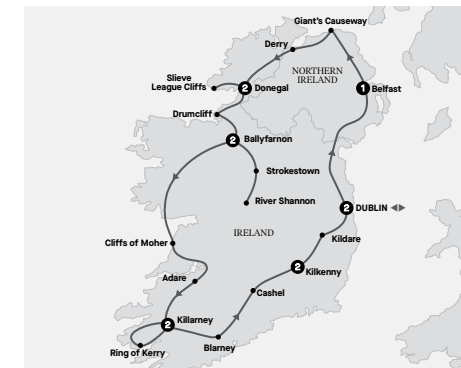 Giant's Causeway
Derry
NORTHERN
IRELAND
Slieve
League Cliffs
2 Donegal
1 Belfast
Drumcliff
2 Ballyfarnon
Strokestown
River Shannon
2 DUBLIN
IRELAND
Kildare
Cliffs of Moher
2 Kilkenny
Adare
Cashel
2 Killarney
Blarney
Ring of Kerry